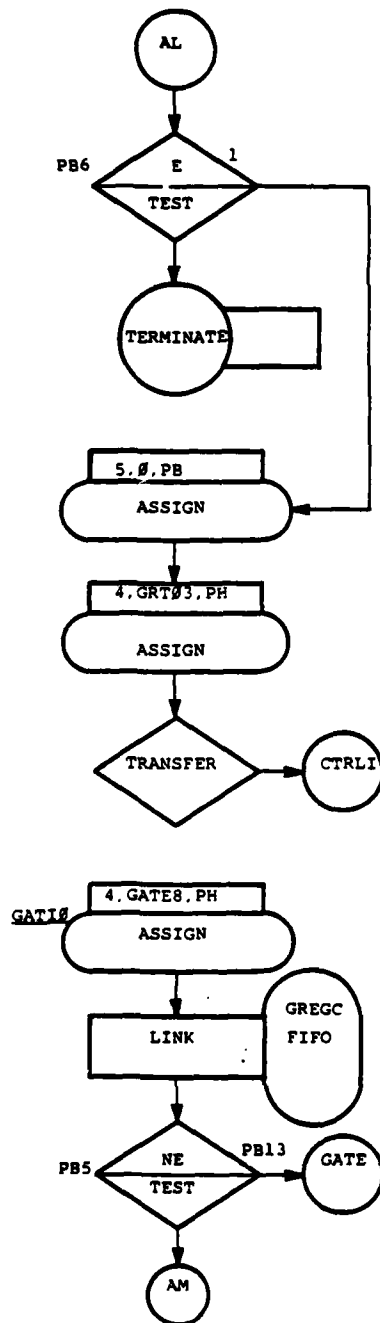 AL
PB6 E 1
TEST
TERMINATE
5,Ø,PB
ASSIGN
4,GRTØ3,PH
ASSIGN
TRANSFER CTRLI
4,GATE8,PH
GATIØ
ASSIGN
LINK GREGC
FIFO
PB5 NE PB13 GATE
TEST
AM